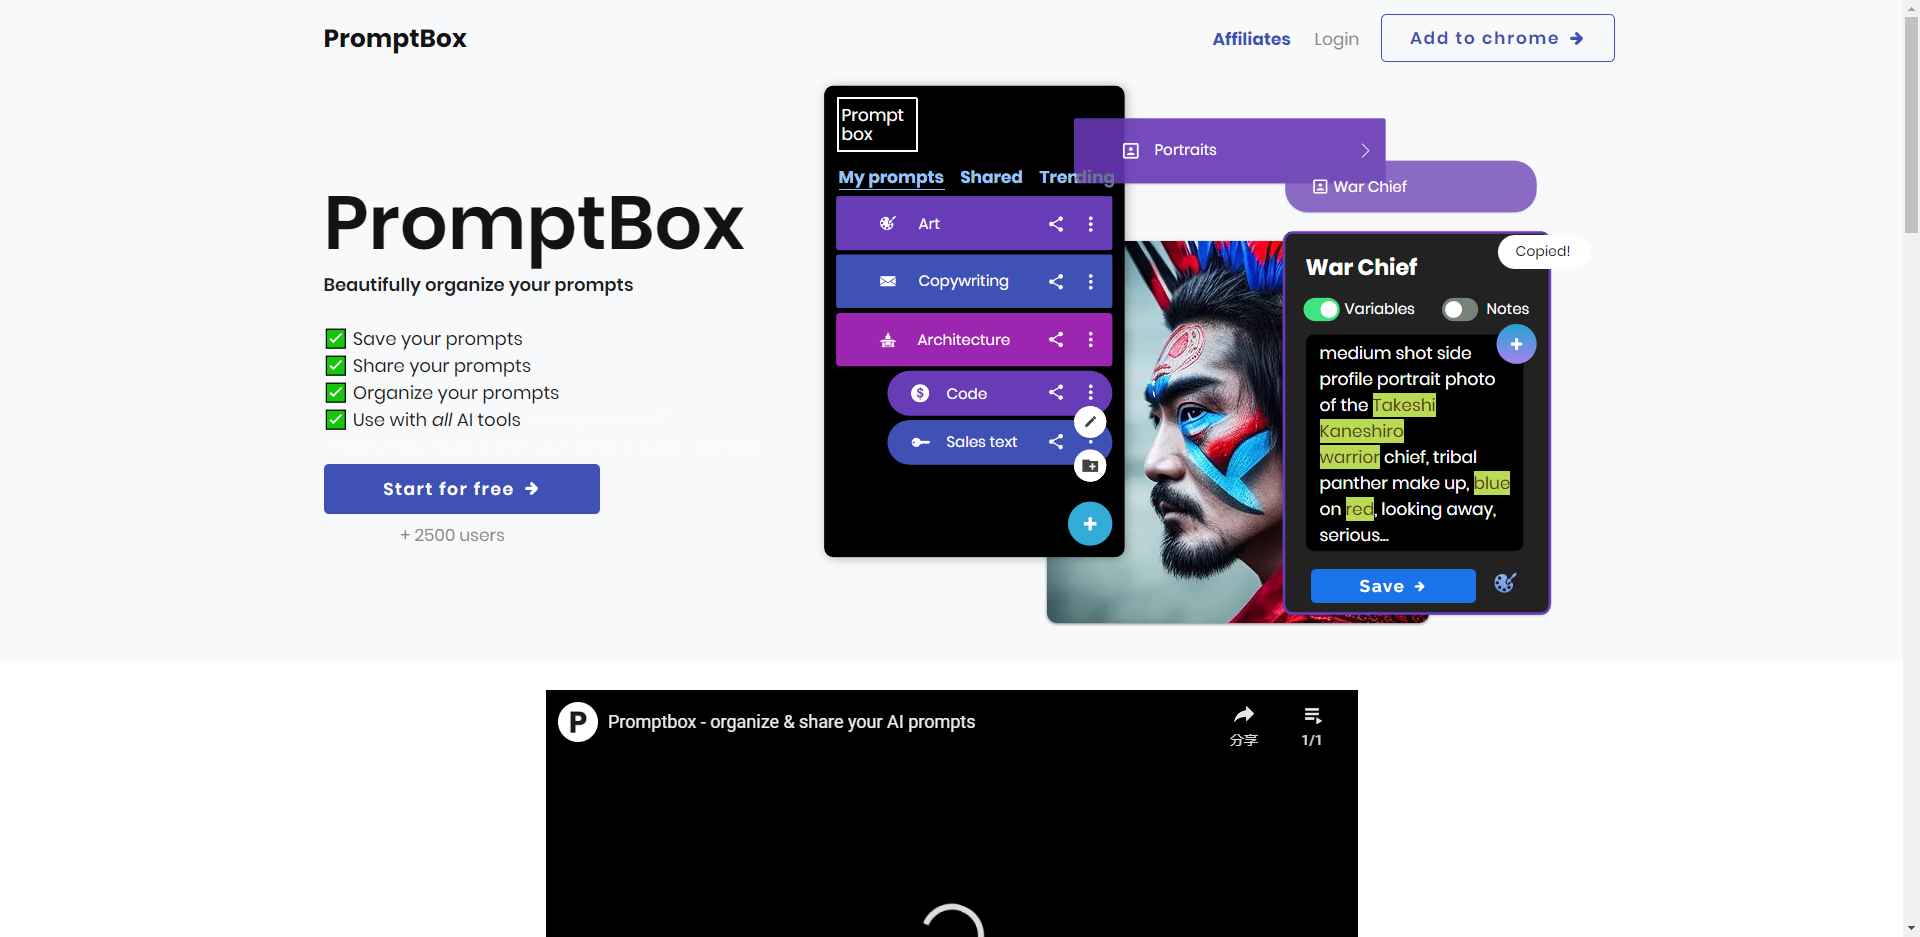 PromptBox
Affiliates
Login
Add to chrome
Prompt
box
My prompts
Shared
Trending
Portraits
War Chief
Art
Copywriting
Architecture
Code
Sales text
PromptBox
Beautifully organize your prompts
Save your prompts
Share your prompts
Organize your prompts
Use with all AI tools
Start for free
+ 2500 users
Copied!
War Chief
Variables
Notes
medium shot side
profile portrait photo
of the Takeshi
Kaneshiro
warrior chief, tribal
panther make up, blue
on red, looking away,
serious...
Save
P
Promptbox - organize & share your AI prompts
分享
1/1